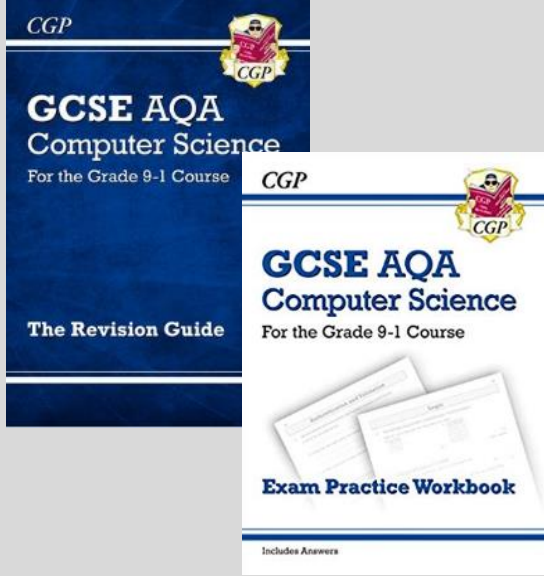 CGP
CGP
GCSE AQA
Computer Science
For the Grade 9-1 Course
The Revision Guide
CGP
CGP
GCSE AQA
Computer Science
For the Grade 9-1 Course
Exam Practice Workbook
Includes Answers